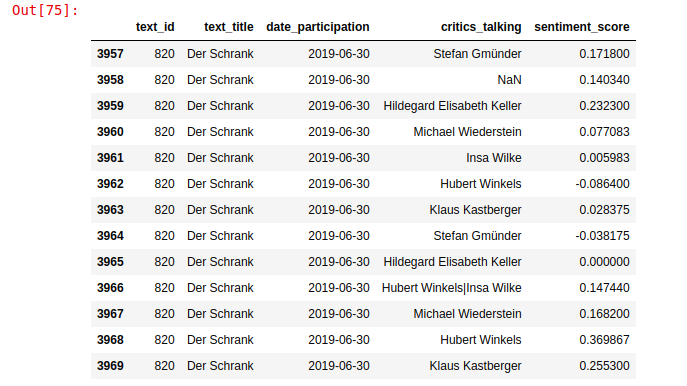 Out[75]:
text_id text_title date_participation critics_talking sentiment_score
3957 820 Der Schrank 2019-06-30 Stefan Gmünder 0.171800
3958 820 Der Schrank 2019-06-30 NaN 0.140340
3959 820 Der Schrank 2019-06-30 Hildegard Elisabeth Keller 0.232300
3960 820 Der Schrank 2019-06-30 Michael Wiederstein 0.077083
3961 820 Der Schrank 2019-06-30 Insa Wilke 0.005983
3962 820 Der Schrank 2019-06-30 Hubert Winkels -0.086400
3963 820 Der Schrank 2019-06-30 Klaus Kastberger 0.028375
3964 820 Der Schrank 2019-06-30 Stefan Gmünder -0.038175
3965 820 Der Schrank 2019-06-30 Hildegard Elisabeth Keller 0.000000
3966 820 Der Schrank 2019-06-30 Hubert Winkels|Insa Wilke 0.147440
3967 820 Der Schrank 2019-06-30 Michael Wiederstein 0.168200
3968 820 Der Schrank 2019-06-30 Hubert Winkels 0.369867
3969 820 Der Schrank 2019-06-30 Klaus Kastberger 0.255300